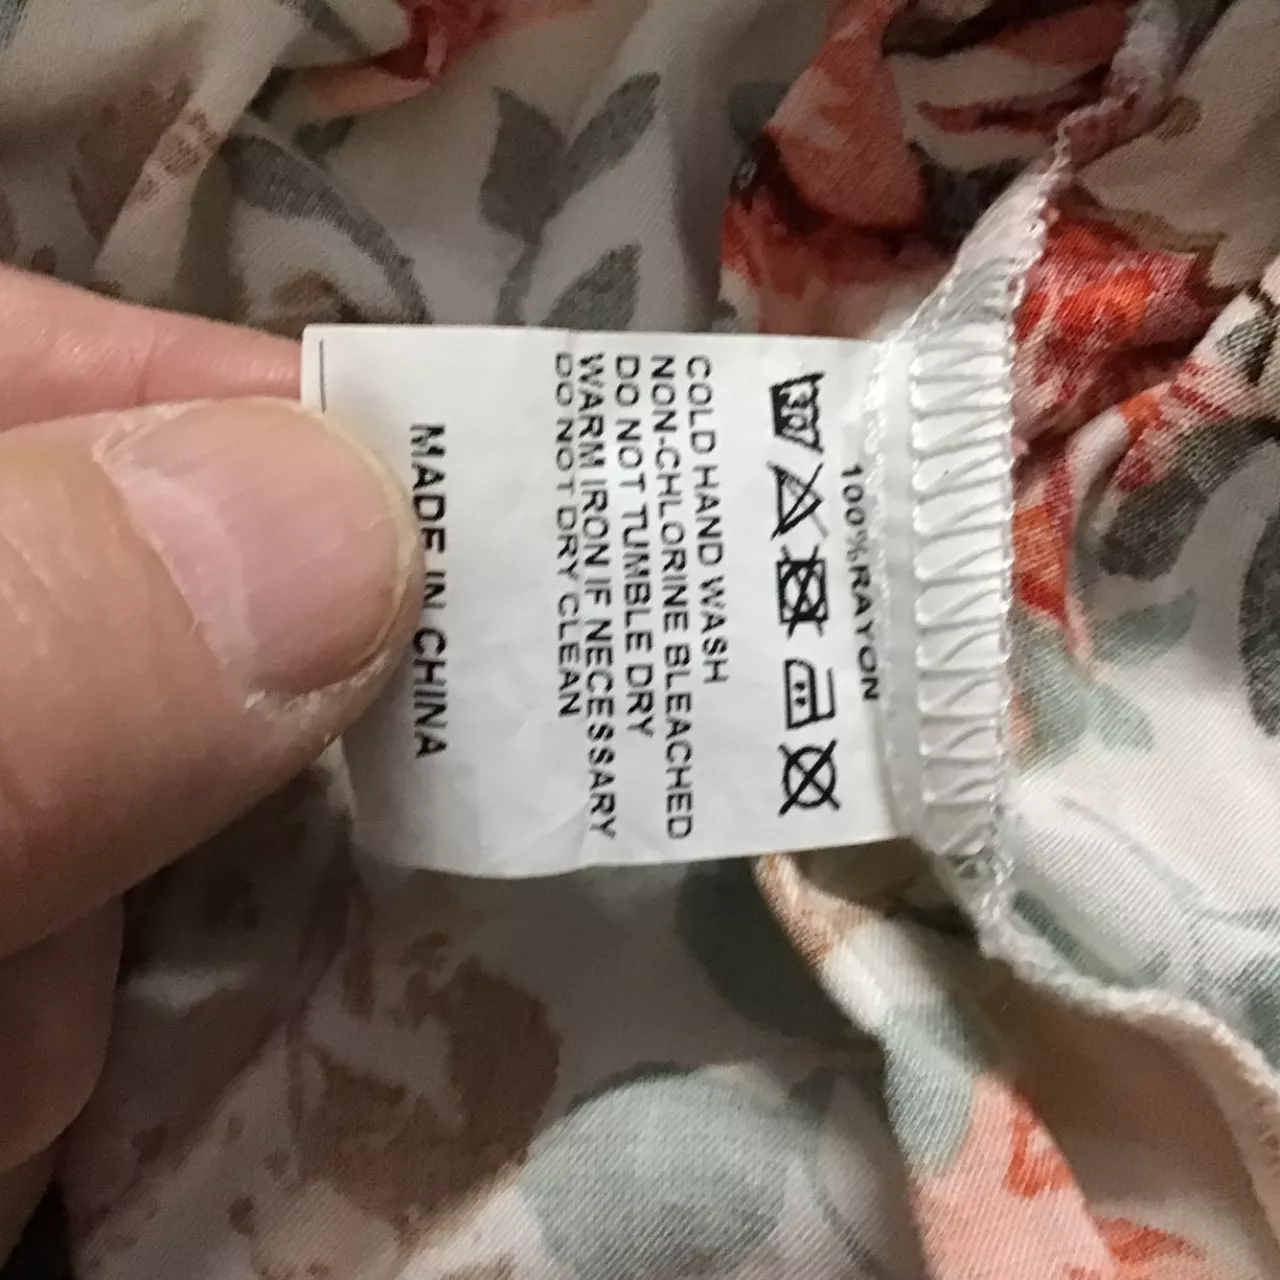 100%RAYON
30
COLD HAND WASH
NON-CHLORINE BLEACHED
DO NOT TUMBLE DRY
WARM IRON IF NECESSARY
DO NOT DRY CLEAN
MADE IN CHINA